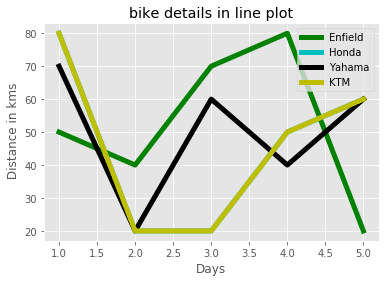 bike details in line plot
Enfield
Honda
Yahama
KTM
80
70
60
50
40
30
20
Distance in kms
1.0 1.5 2.0 2.5 3.0 3.5 4.0 4.5 5.0
Days